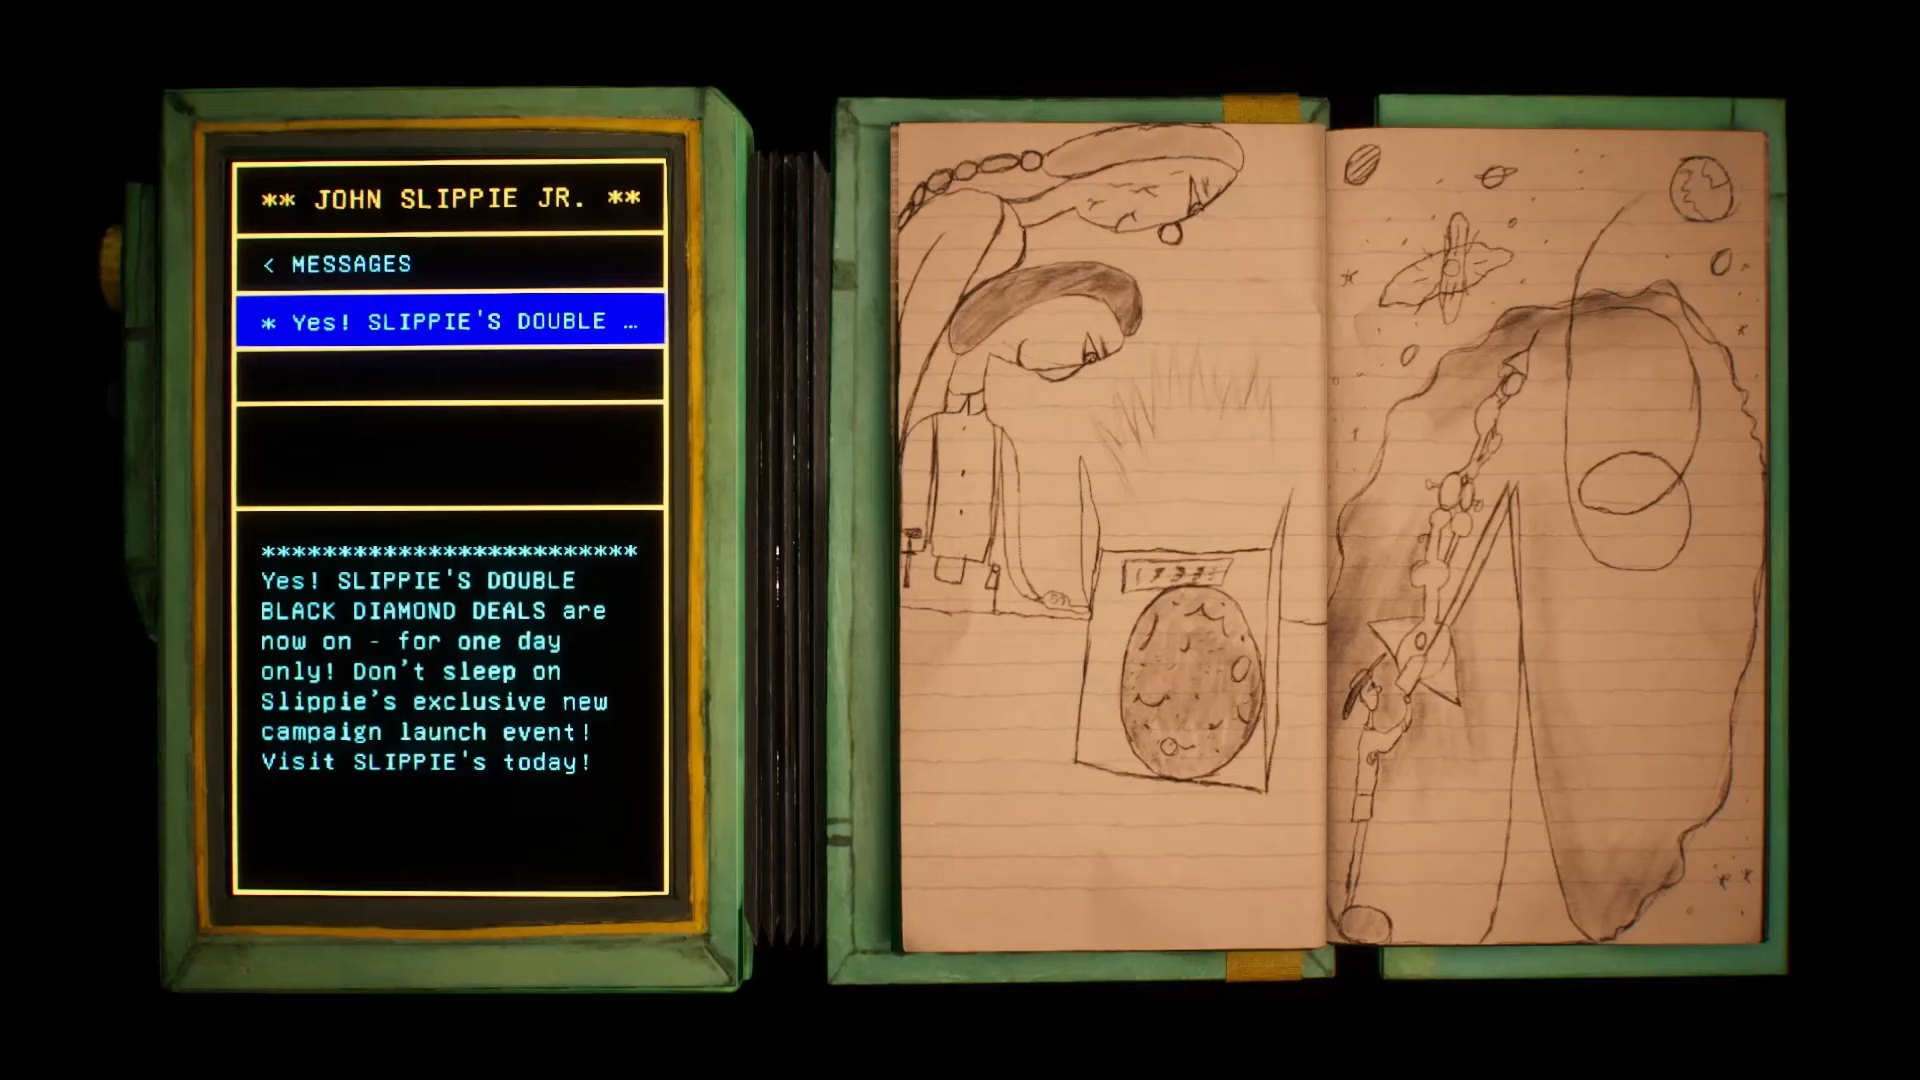 ** JOHN SLIPPIE JR. **
< MESSAGES
* Yes! SLIPPIE'S DOUBLE …
*************************
Yes! SLIPPIE'S DOUBLE
BLACK DIAMOND DEALS are
now on - for one day
only! Don’t sleep on
Slippie’s exclusive new
campaign launch event!
Visit SLIPPIE's today!